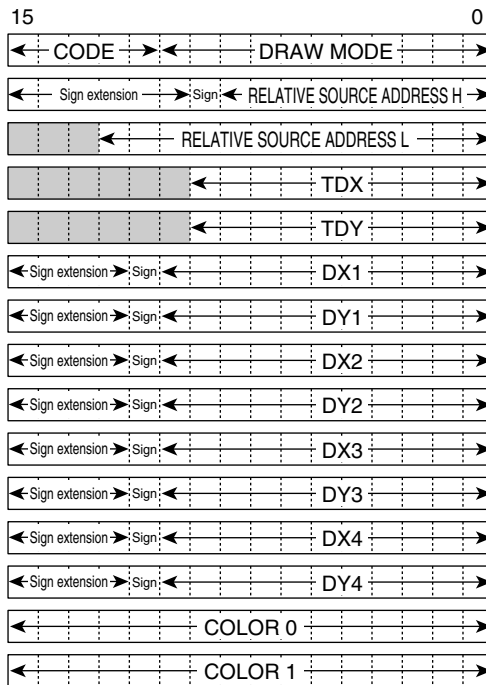 15 0
CODE DRAW MODE
Sign extension Sign RELATIVE SOURCE ADDRESS H
RELATIVE SOURCE ADDRESS L
TDX
TDY
Sign extension Sign DX1
Sign extension Sign DY1
Sign extension Sign DX2
Sign extension Sign DY2
Sign extension Sign DX3
Sign extension Sign DY3
Sign extension Sign DX4
Sign extension Sign DY4
COLOR 0
COLOR 1